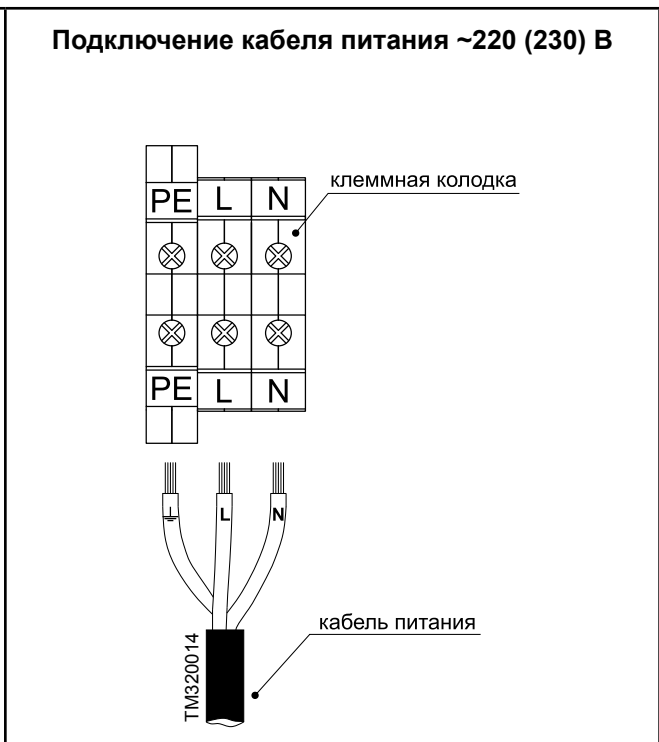 Подключение кабеля питания ~220 (230) В
клеммная колодка
PE L N
PE L N
L N
кабель питания
TM320014